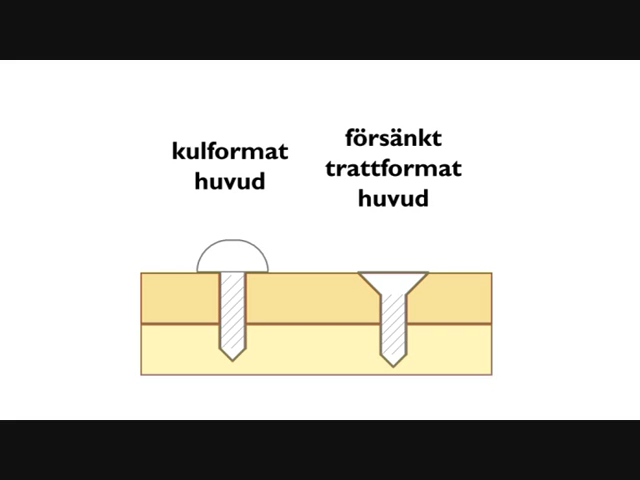 kulformat
huvud
försänkt
trattformat
huvud